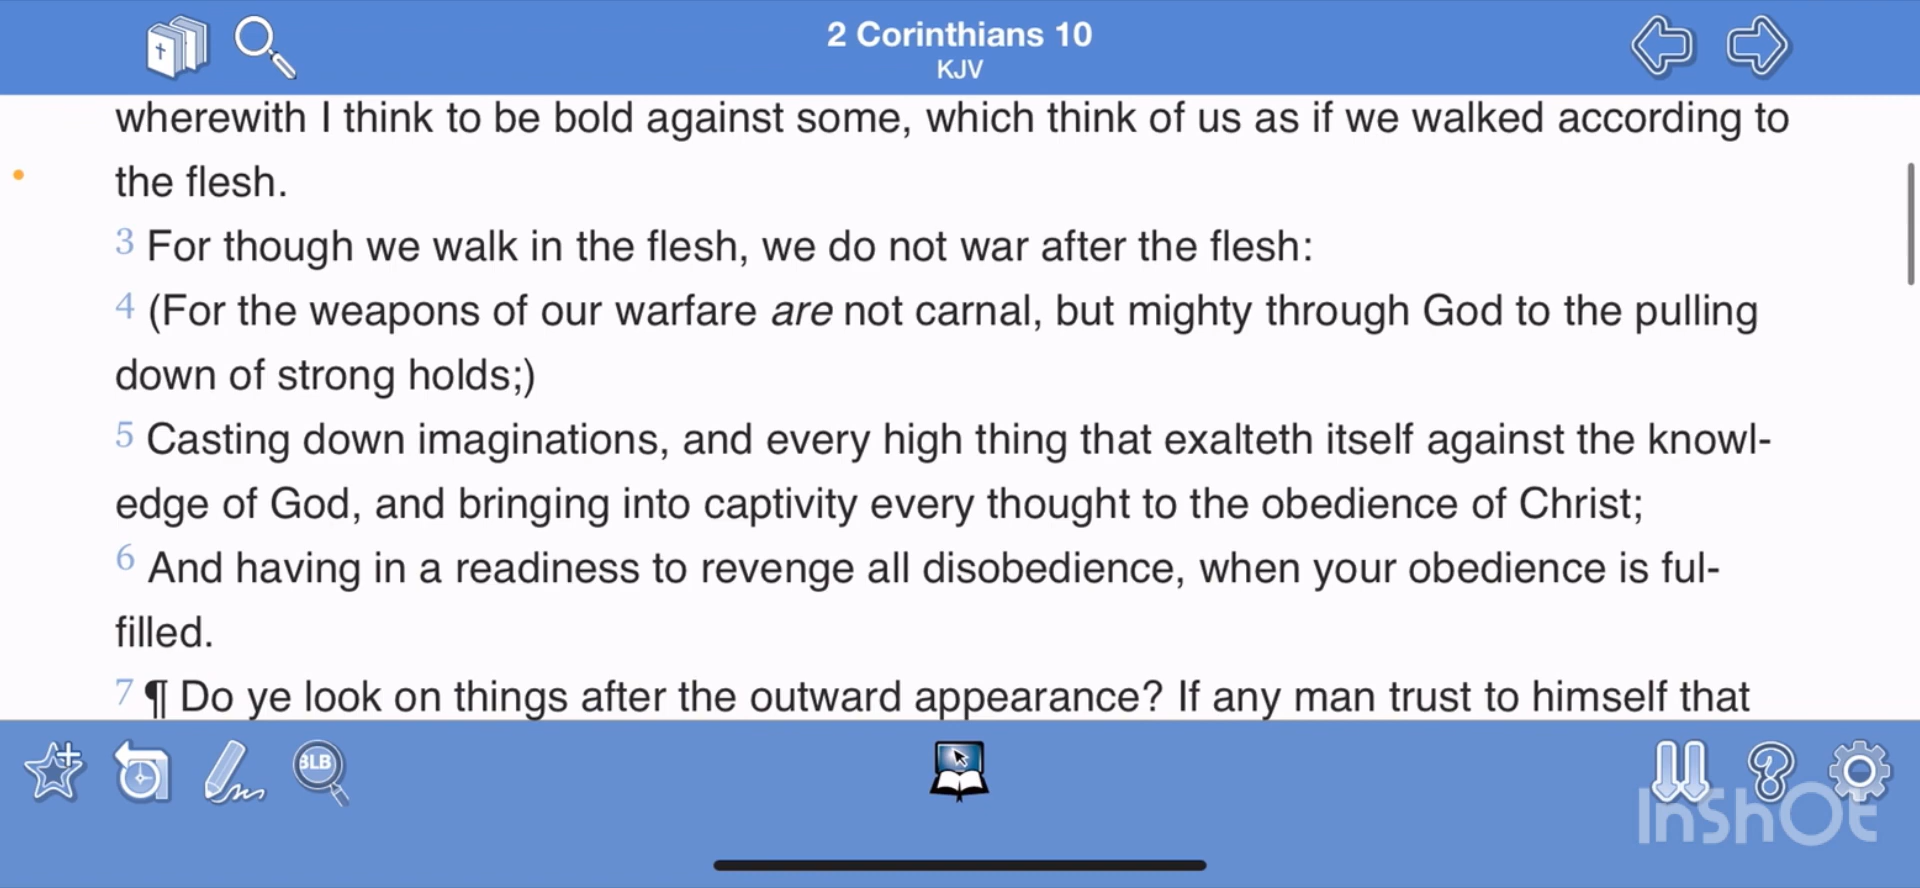 2 Corinthians 10
KJV
wherewith I think to be bold against some, which think of us as if we walked according to
the flesh.
3 For though we walk in the flesh, we do not war after the flesh:
4 (For the weapons of our warfare are not carnal, but mighty through God to the pulling
down of strong holds;)
5 Casting down imaginations, and every high thing that exalteth itself against the knowl-
edge of God, and bringing into captivity every thought to the obedience of Christ;
6 And having in a readiness to revenge all disobedience, when your obedience is ful-
filled.
7 ¶ Do ye look on things after the outward appearance? If any man trust to himself that
BLB
InShOt